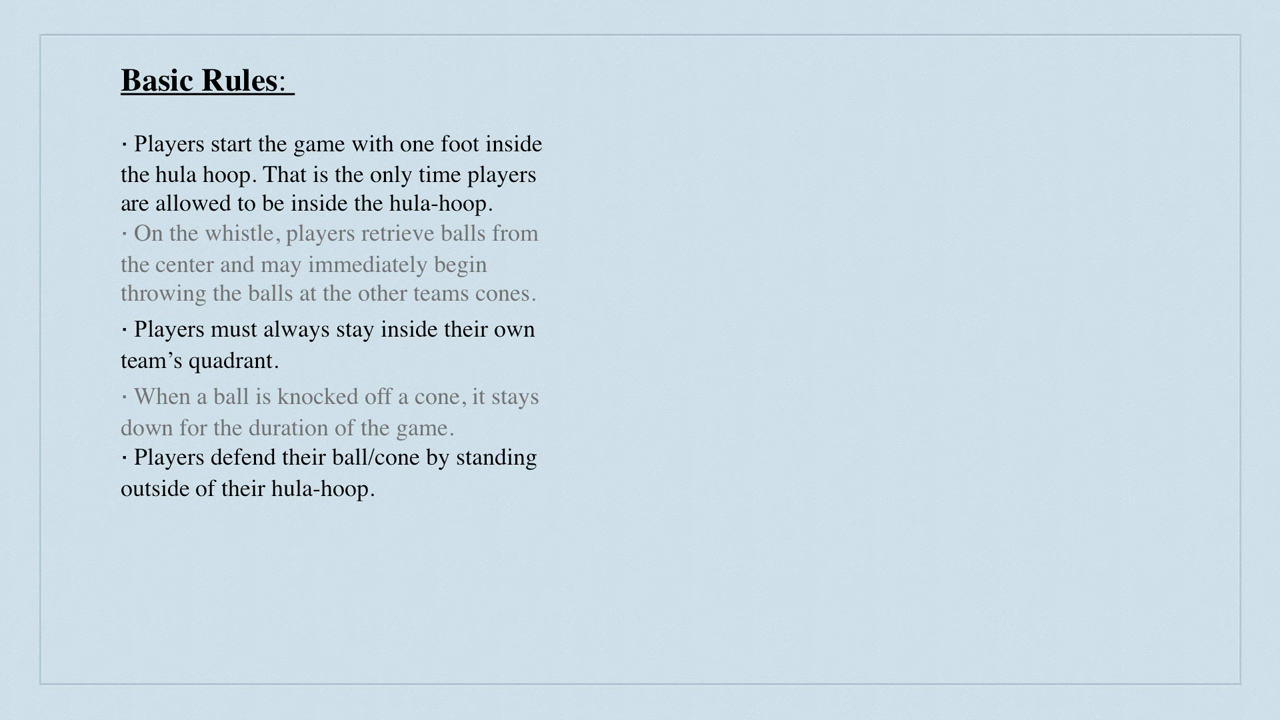 Basic Rules:
· Players start the game with one foot inside
the hula hoop. That is the only time players
are allowed to be inside the hula-hoop.
· On the whistle, players retrieve balls from
the center and may immediately begin
throwing the balls at the other teams cones.
· Players must always stay inside their own
team’s quadrant.
· When a ball is knocked off a cone, it stays
down for the duration of the game.
· Players defend their ball/cone by standing
outside of their hula-hoop.